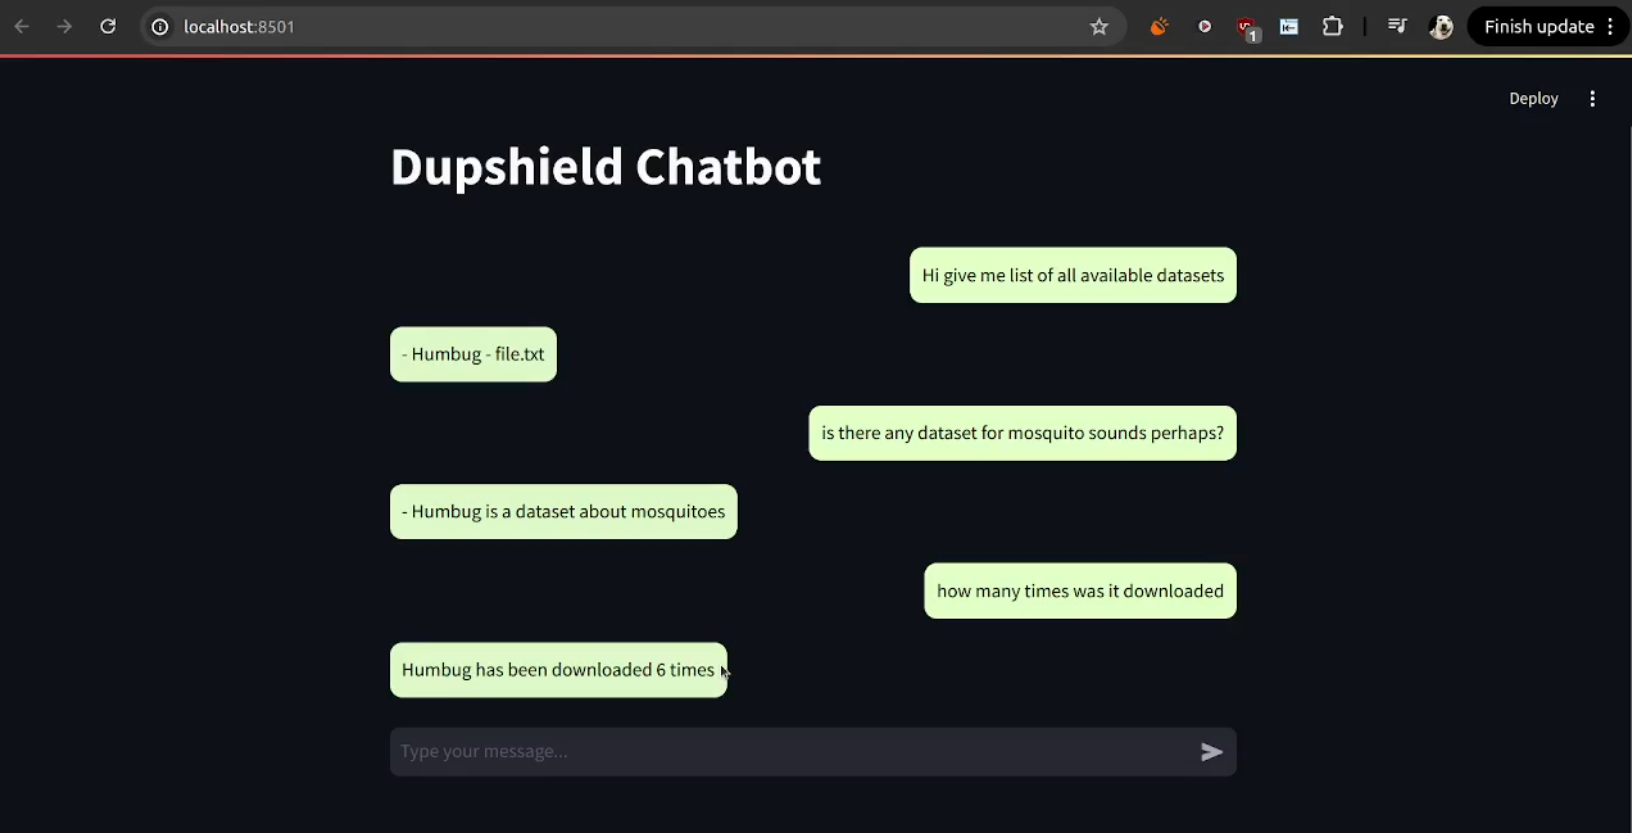 localhost:8501
1
Finish update
Deploy
Dupshield Chatbot
Hi give me list of all available datasets
- Humbug - file.txt
is there any dataset for mosquito sounds perhaps?
- Humbug is a dataset about mosquitoes
how many times was it downloaded
Humbug has been downloaded 6 times
Type your message...